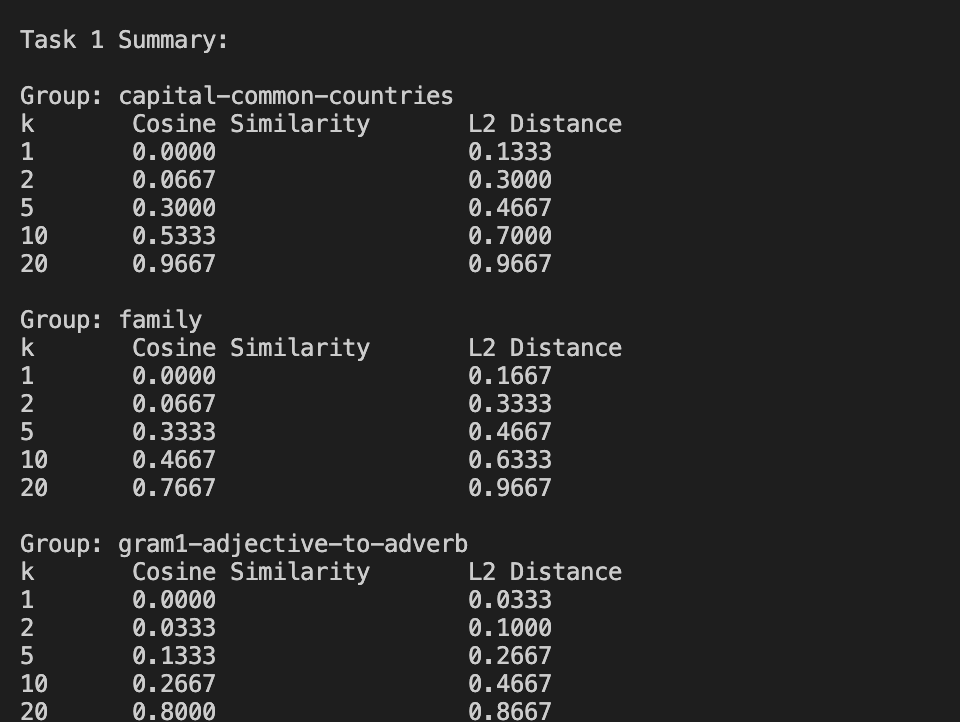 Task 1 Summary:
Group: capital-common-countries
k Cosine Similarity L2 Distance
1 0.0000 0.1333
2 0.0667 0.3000
5 0.3000 0.4667
10 0.5333 0.7000
20 0.9667 0.9667
Group: family
k Cosine Similarity L2 Distance
1 0.0000 0.1667
2 0.0667 0.3333
5 0.3333 0.4667
10 0.4667 0.6333
20 0.7667 0.9667
Group: gram1-adjective-to-adverb
k Cosine Similarity L2 Distance
1 0.0000 0.0333
2 0.0333 0.1000
5 0.1333 0.2667
10 0.2667 0.4667
20 0.8000 0.8667